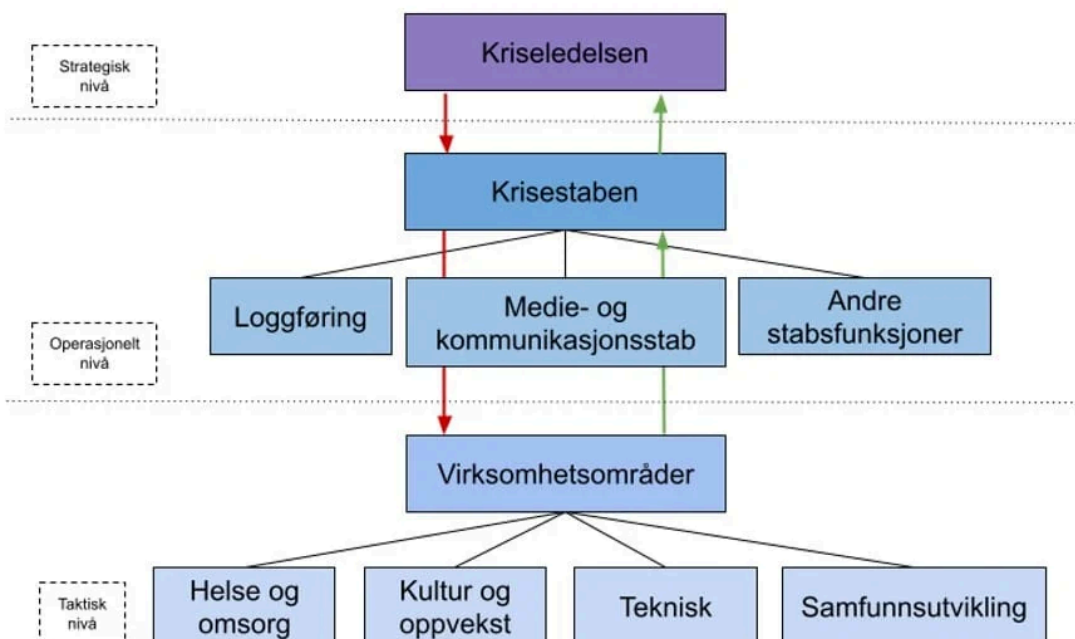 Kriseledelsen
Strategisk
nivå
Krisestaben
Loggføring
Medie- og
kommunikasjonsstab
Andre
stabsfunksjoner
Operasjonelt
nivå
Virksomhetsområder
Helse og
omsorg
Kultur og
oppvekst
Teknisk
Samfunnsutvikling
Taktisk
nivå